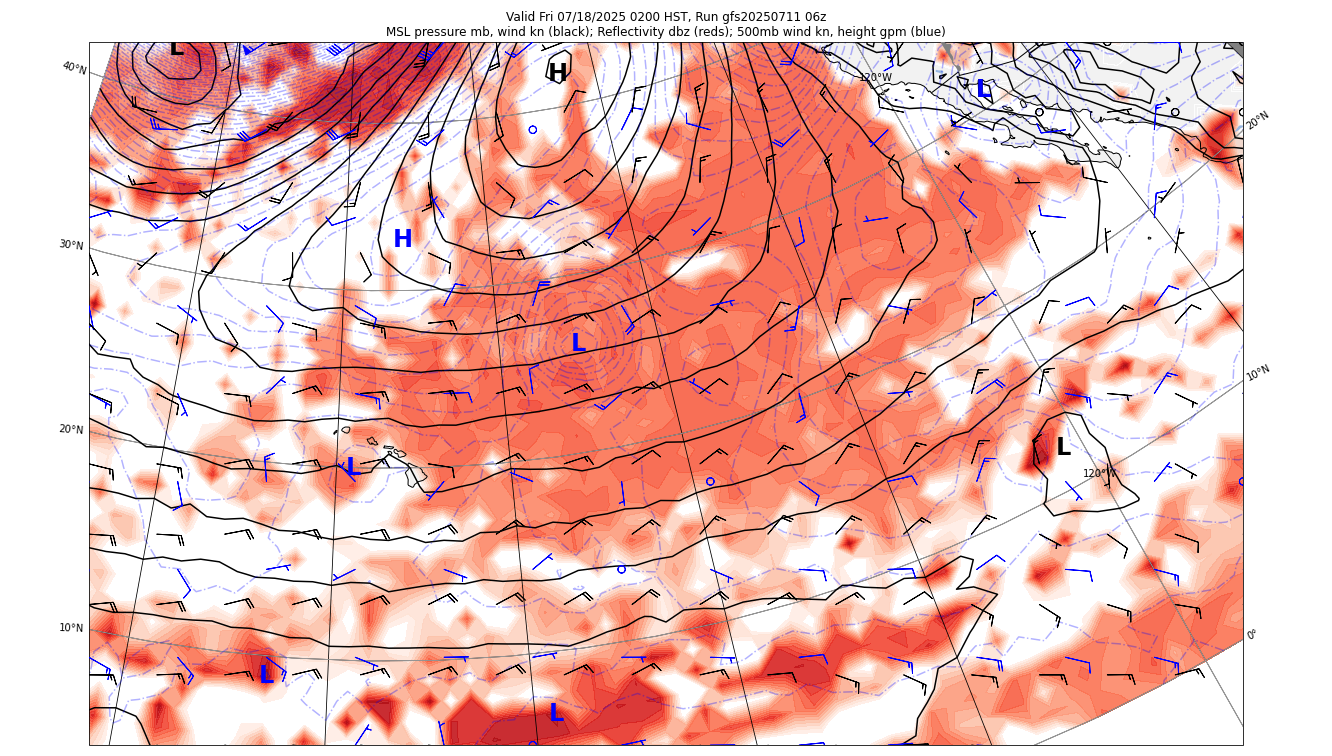 Valid Fri 07/18/2025 0200 HST, Run gfs20250711 06z
MSL pressure mb, wind kn (black); Reflectivity dbz (reds); 500mb wind kn, height gpm (blue)
L
H
40°N
120°W
L
20°N
H
30°N
L
10°N
20°N
L
L
120°W
10°N
0°
L
L